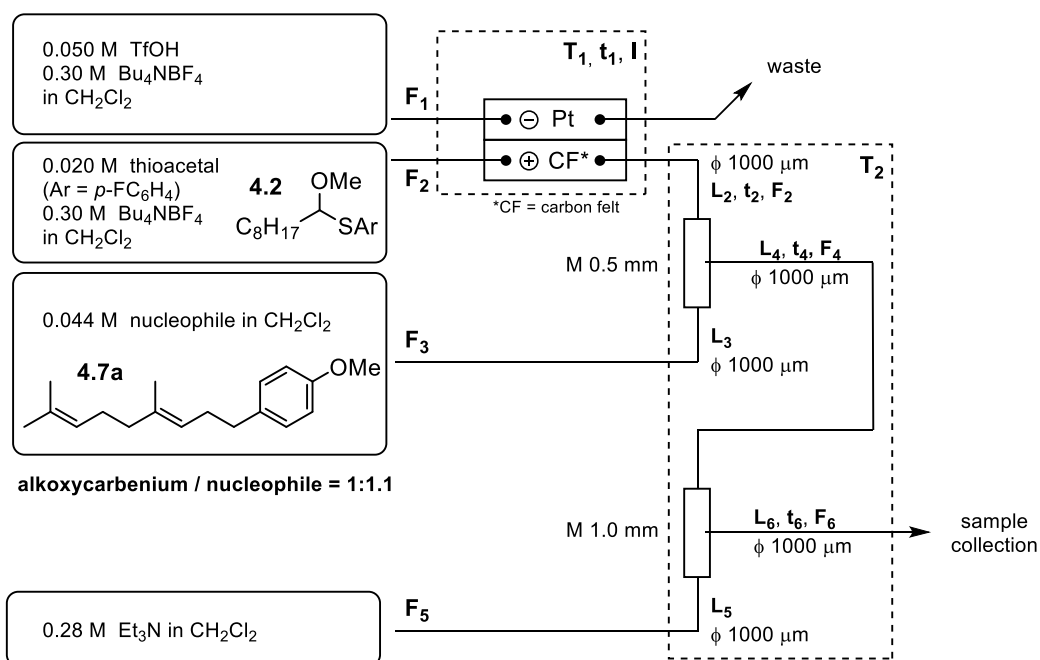 0.050 M TfOH
0.30 M Bu₄NBF₄
in CH₂Cl₂
F₁
T₁, t₁, I
⊖ Pt
waste
0.020 M thioacetal
(Ar = p-FC₆H₄)
0.30 M Bu₄NBF₄
in CH₂Cl₂
4.2
OMe
C₈H₁₇
SAr
F₂
⊕ CF*
*CF = carbon felt
ϕ 1000 μm
T₂
L₂, t₂, F₂
M 0.5 mm
L₄, t₄, F₄
ϕ 1000 μm
0.044 M nucleophile in CH₂Cl₂
4.7a
OMe
F₃
L₃
ϕ 1000 μm
alkoxycarbenium / nucleophile = 1:1.1
M 1.0 mm
L₆, t₆, F₆
ϕ 1000 μm
sample
collection
0.28 M Et₃N in CH₂Cl₂
F₅
L₅
ϕ 1000 μm